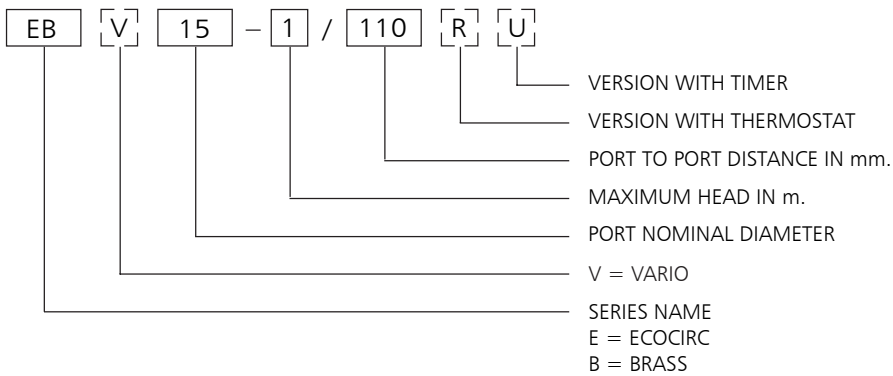 EB V 15 – 1 / 110 R U
VERSION WITH TIMER
VERSION WITH THERMOSTAT
PORT TO PORT DISTANCE IN mm.
MAXIMUM HEAD IN m.
PORT NOMINAL DIAMETER
V = VARIO
SERIES NAME
E = ECOCIRC
B = BRASS